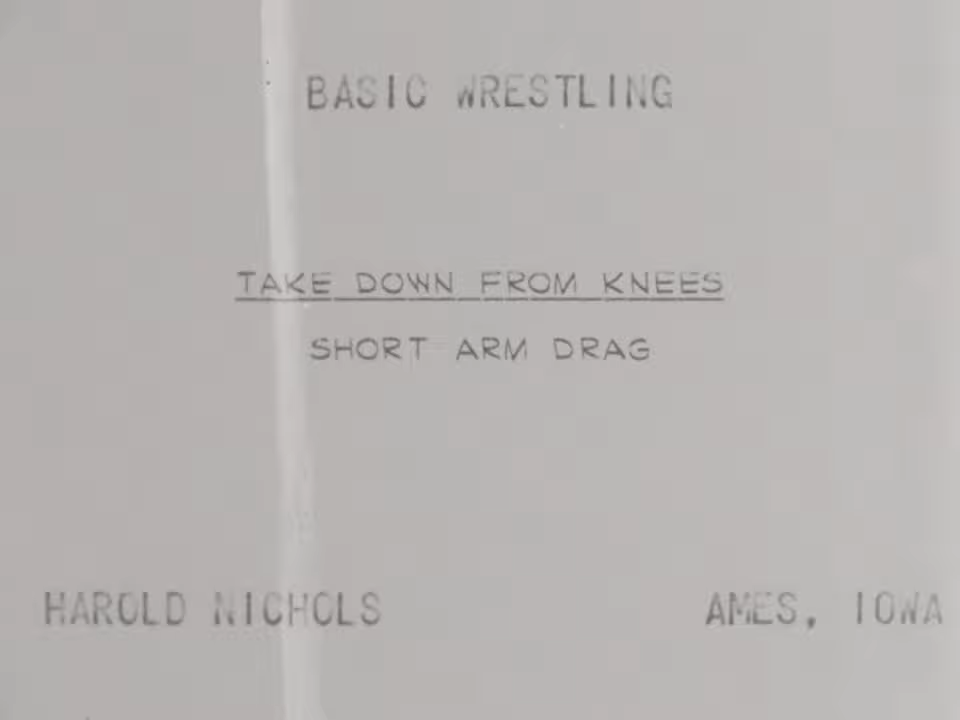 BASIC WRESTLING
TAKE DOWN FROM KNEES
SHORT ARM DRAG
HAROLD NICHOLS
AMES, IOWA